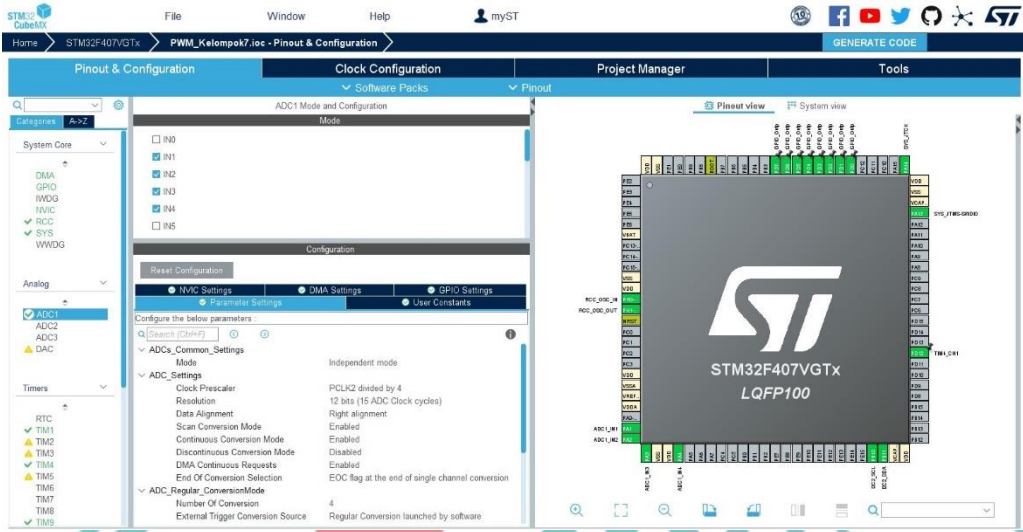 STM32
CubeMX
File Window Help myST
Home STM32F407VGTx PWM_Kelompok7.ioc - Pinout & Configuration GENERATE CODE
Pinout & Configuration Clock Configuration Project Manager Tools
Software Packs Pinout
ADC1 Mode and Configuration
Pinout view System view
Categories A->Z
Mode
System Core
DMA
GPIO
IWDG
NVIC
RCC
SYS
WWDG
Analog
ADC1
ADC2
ADC3
DAC
Timers
RTC
TIM1
TIM2
TIM3
TIM4
TIM5
TIM6
TIM7
TIM8
TIM9
IN0
IN1
IN2
IN3
IN4
IN5
Configuration
Reset Configuration
NVIC Settings DMA Settings GPIO Settings
Parameter Settings User Constants
Configure the below parameters :
Search (Ctrl+F)
ADCs_Common_Settings
Mode Independent mode
ADC_Settings
Clock Prescaler PCLK2 divided by 4
Resolution 12 bits (15 ADC Clock cycles)
Data Alignment Right alignment
Scan Conversion Mode Enabled
Continuous Conversion Mode Enabled
Discontinuous Conversion Mode Disabled
DMA Continuous Requests Enabled
End Of Conversion Selection EOC flag at the end of single channel conversion
ADC_Regular_ConversionMode
Number Of Conversion 4
External Trigger Conversion Source Regular Conversion launched by software
SYS_JTMS-SWDIO
RCC_OSC_IN
RCC_OSC_OUT
TIM4_CH1
ADC1_IN1
ADC1_IN2
ADC1_IN3
ADC1_IN4
I2C2_SCL
I2C2_SDA
STM32F407VGTx
LQFP100